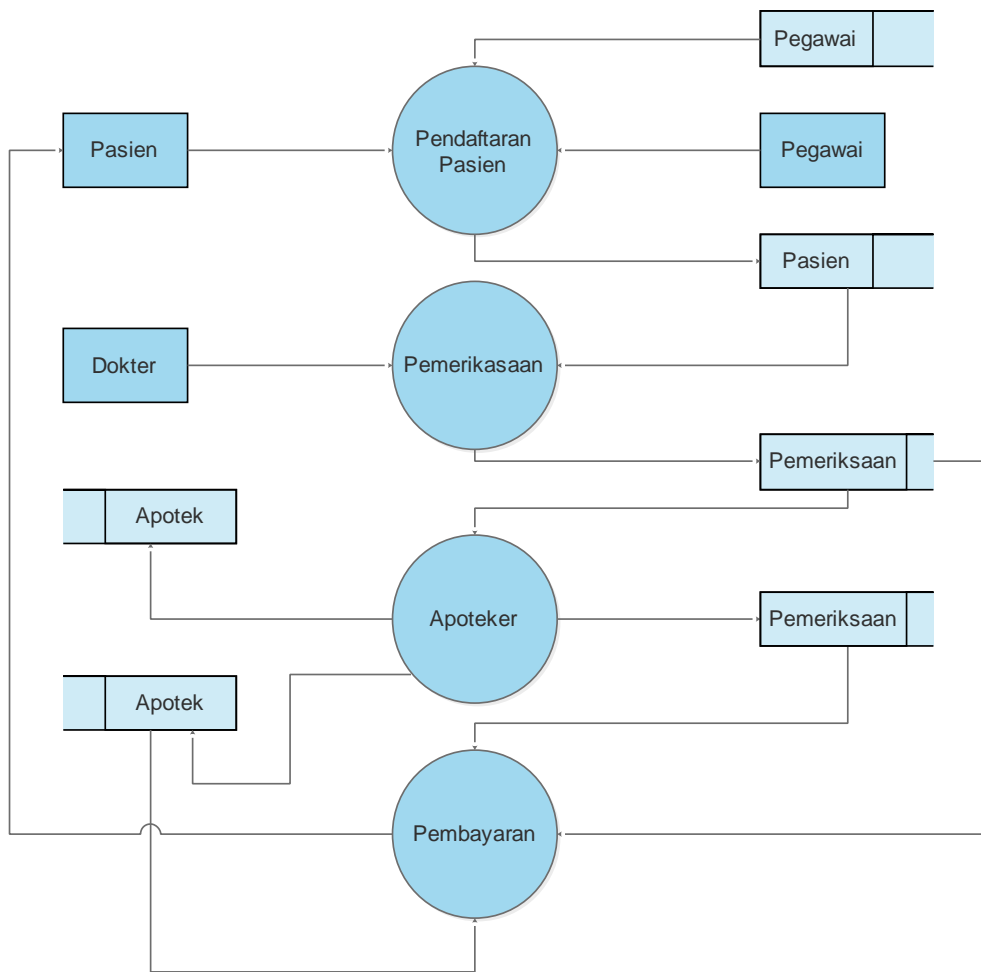 Pegawai
Pasien
Pendaftaran
Pasien
Pegawai
Pasien
Dokter
Pemerikasaan
Pemeriksaan
Apotek
Apoteker
Pemeriksaan
Apotek
Pembayaran